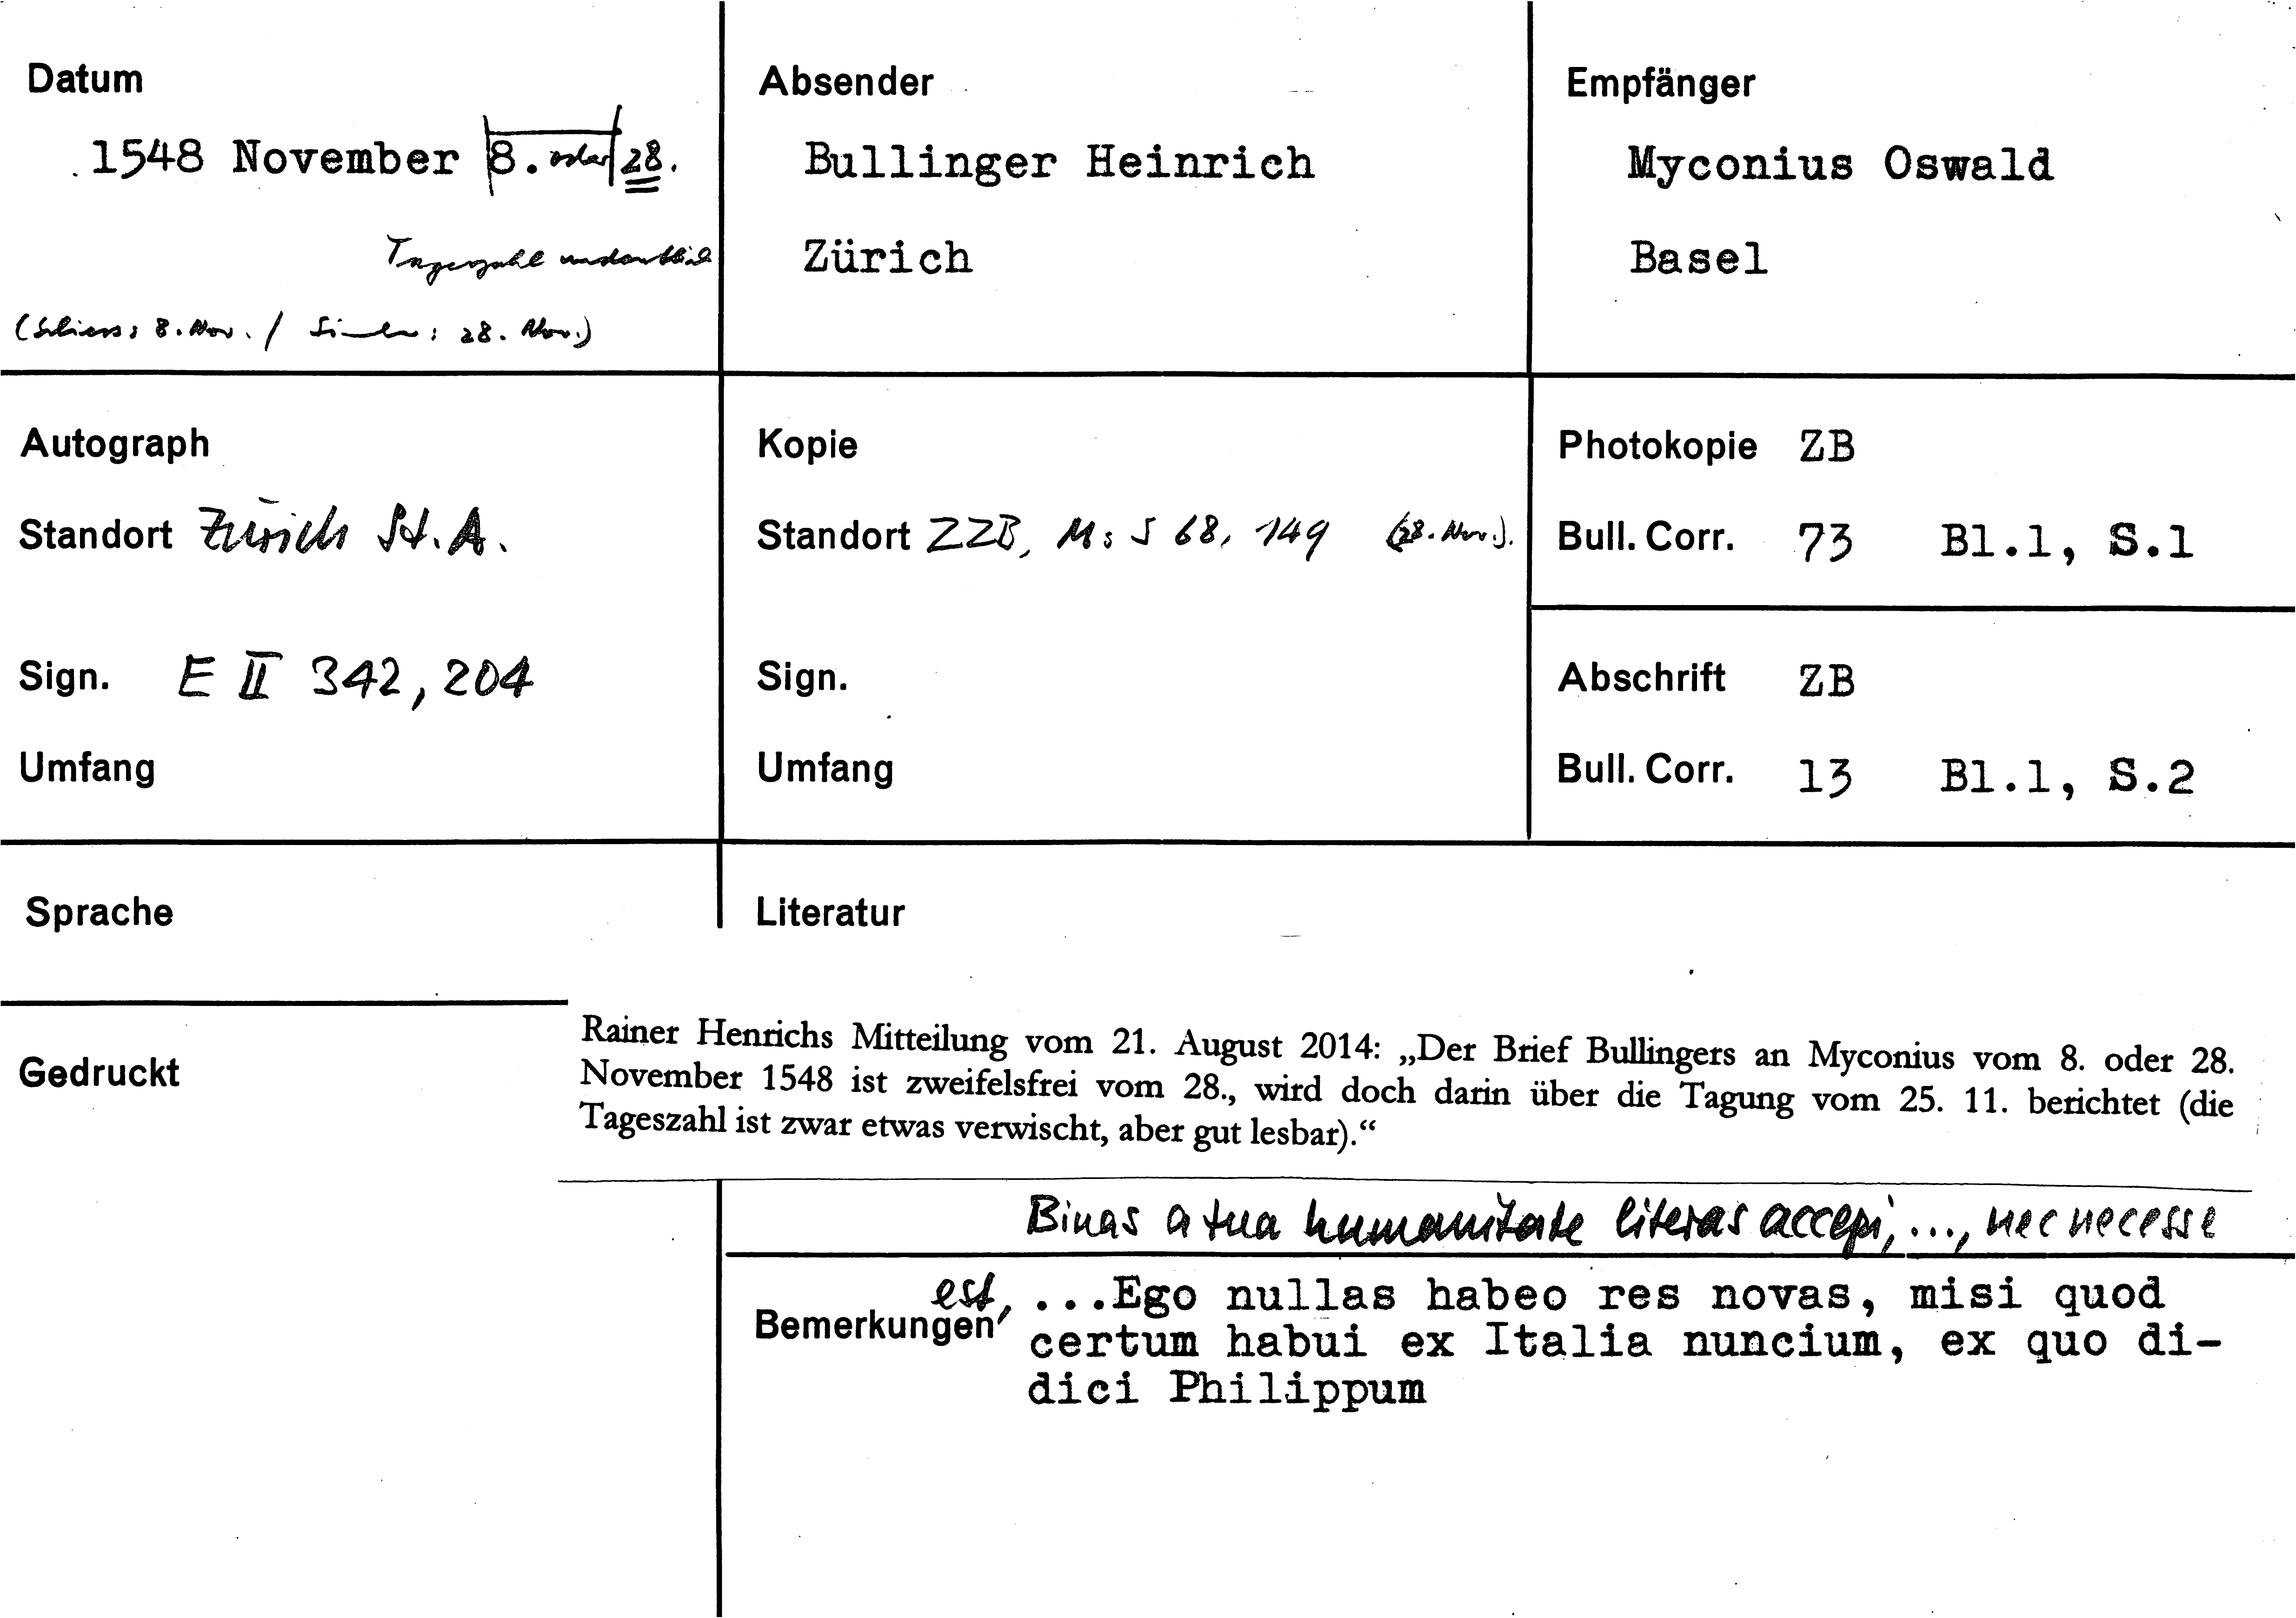 Datum
1548 November 8. oder 28.
Tageszahl undeutlich
(Schiess: 8. Nov. / Simler: 28. Nov.)
Absender
Bullinger Heinrich
Zürich
Empfänger
Myconius Oswald
Basel
Autograph
Standort Zürich St.A.
Sign. E II 342, 204
Umfang
Kopie
Standort ZZB, Ms S 68, 149 (28. Nov.).
Sign.
Umfang
Photokopie ZB
Bull. Corr. 73 Bl.1, S.1
Abschrift ZB
Bull. Corr. 13 Bl.1, S.2
Sprache
Literatur
Rainer Henrichs Mitteilung vom 21. August 2014: „Der Brief Bullingers an Myconius vom 8. oder 28.
November 1548 ist zweifelsfrei vom 28., wird doch darin über die Tagung vom 25. 11. berichtet (die
Tageszahl ist zwar etwas verwischt, aber gut lesbar).“
Gedruckt
Binas a tua humanitate literas accepi, ..., nec necesse
Bemerkungen
est, ...Ego nullas habeo res novas, misi quod
certum habui ex Italia nuncium, ex quo di-
dici Philippum